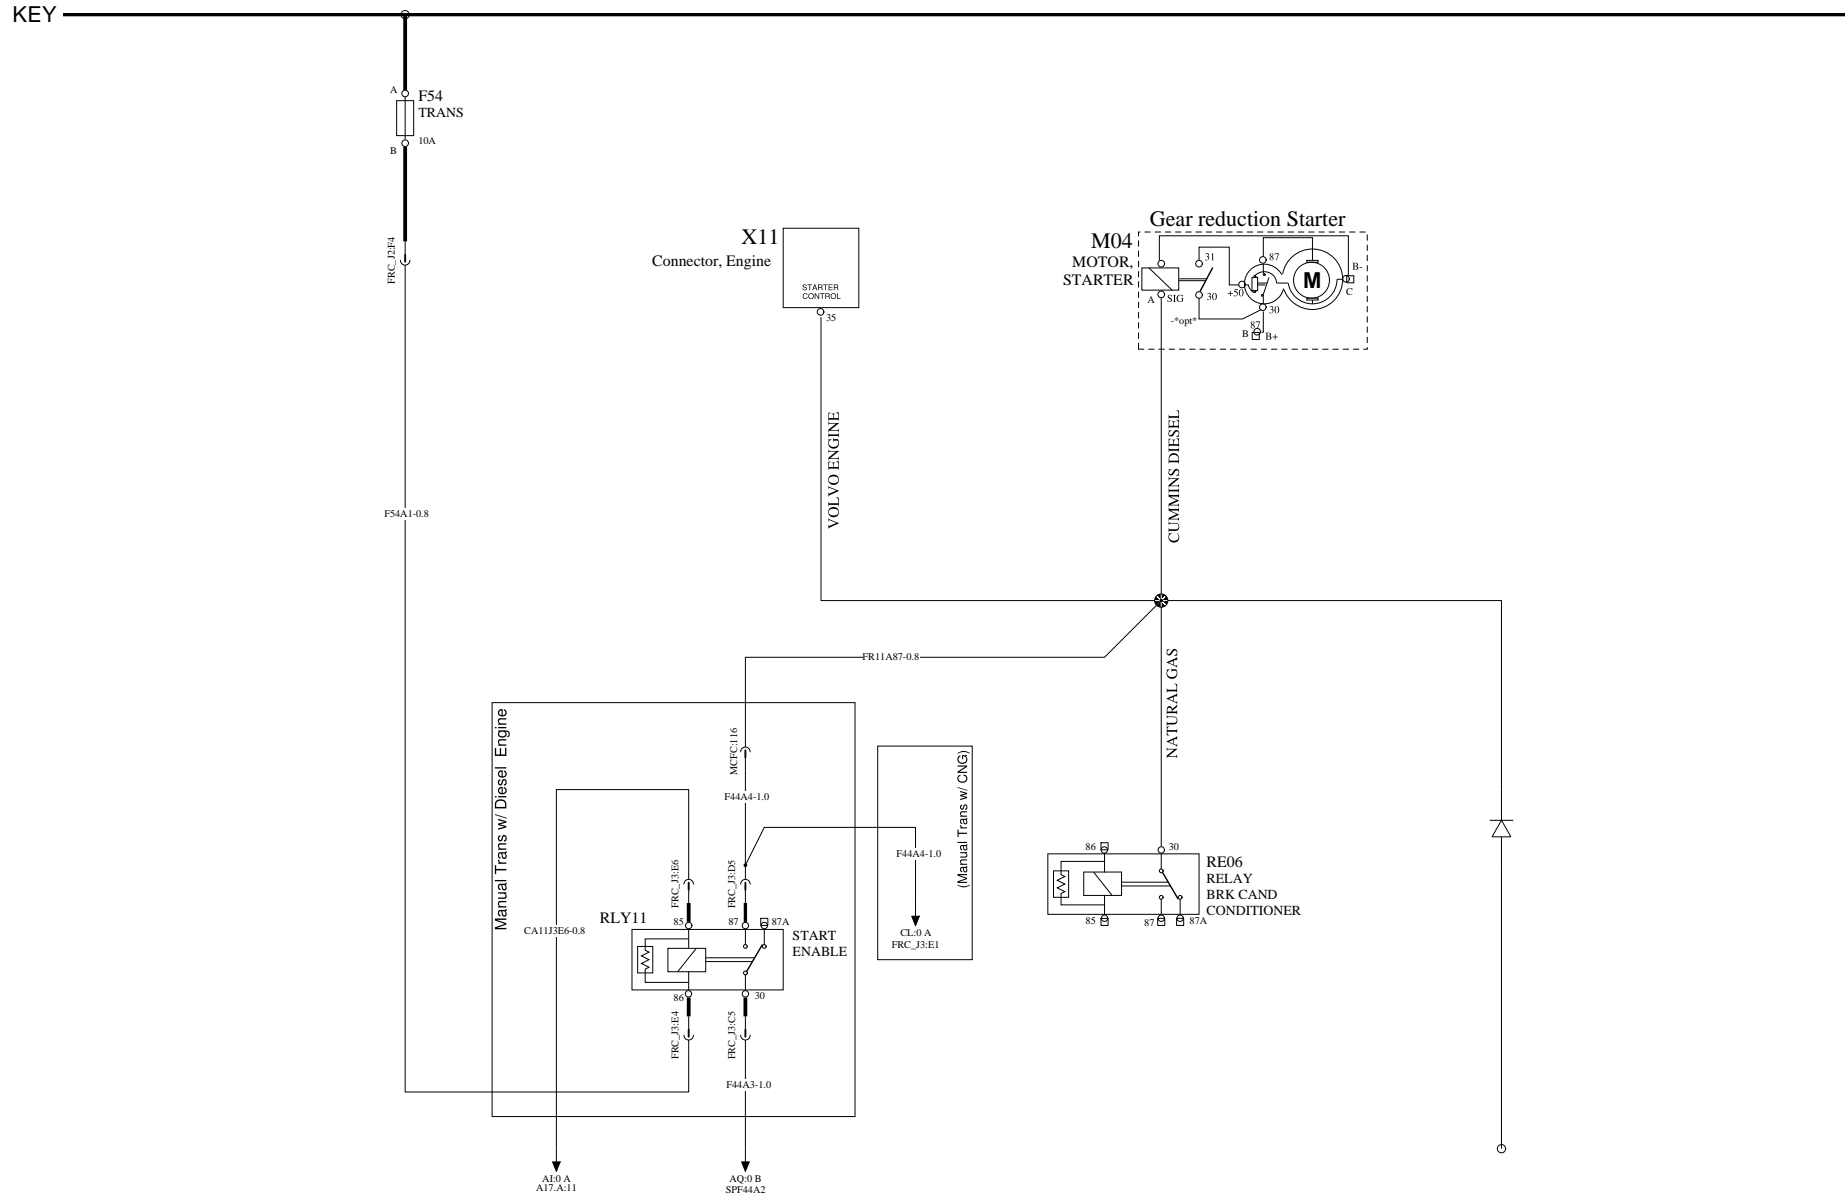 KEY
A
F54
TRANS
B
10A
FRC_J2:F4
F54A1-0.8
X11
Connector, Engine
STARTER
CONTROL
35
VOLVO ENGINE
Gear reduction Starter
M04
MOTOR,
STARTER
A
SIG
31
30
-*opt*
+50
87
30
87
B
B+
M
B-
C
CUMMINS DIESEL
FR11A87-0.8
NATURAL GAS
Manual Trans w/ Diesel Engine
MCFC:116
F44A4-1.0
(Manual Trans w/ CNG)
F44A4-1.0
CL:0 A
FRC_J3:E1
FRC_J3:E6
FRC_J3:D5
CA11J3E6-0.8
RLY11
85
87
87A
START
ENABLE
86
30
FRC_J3:E4
FRC_J3:C5
F44A3-1.0
AI:0 A
A17.A:11
AQ:0 B
SPF44A2
86
30
RE06
RELAY
BRK CAND
CONDITIONER
85
87
87A